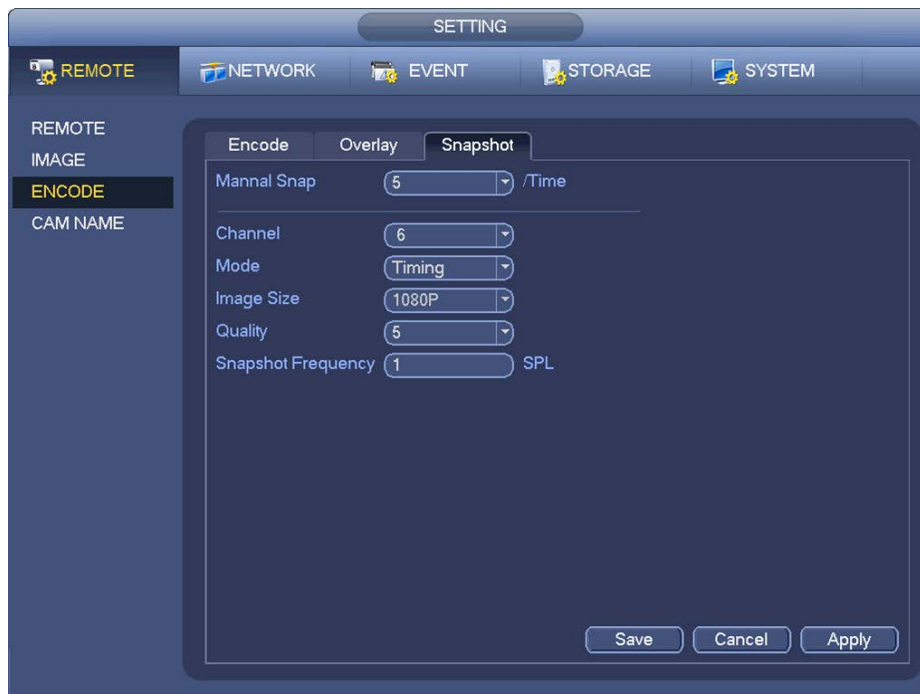 SETTING
REMOTE NETWORK EVENT STORAGE SYSTEM
REMOTE
IMAGE
ENCODE
CAM NAME
Encode Overlay Snapshot
Mannal Snap 5 /Time
Channel 6
Mode Timing
Image Size 1080P
Quality 5
Snapshot Frequency 1 SPL
Save Cancel Apply